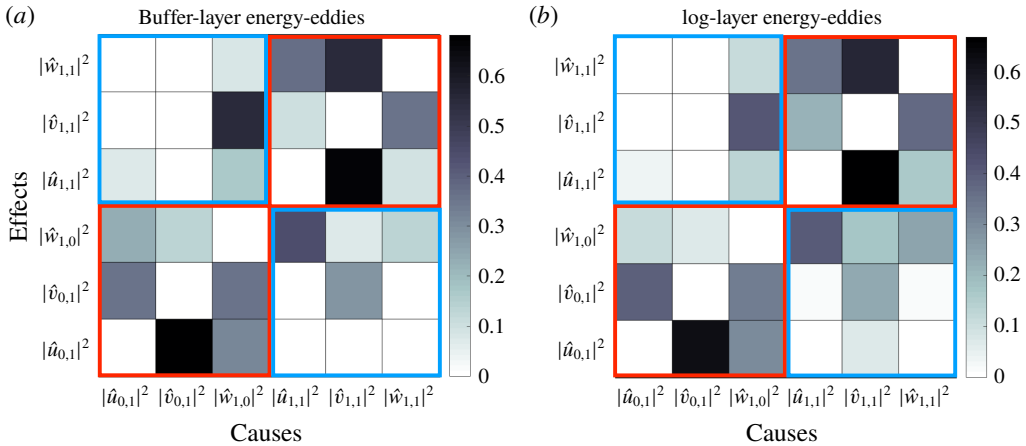 (a) Buffer-layer energy-eddies
|ŵ1,1|²
|v̂1,1|²
|û1,1|²
|ŵ1,0|²
|v̂0,1|²
|û0,1|²
Effects
|û0,1|² |v̂0,1|² |ŵ1,0|² |û1,1|² |v̂1,1|² |ŵ1,1|²
Causes
0.6
0.5
0.4
0.3
0.2
0.1
0
(b) log-layer energy-eddies
|ŵ1,1|²
|v̂1,1|²
|û1,1|²
|ŵ1,0|²
|v̂0,1|²
|û0,1|²
|û0,1|² |v̂0,1|² |ŵ1,0|² |û1,1|² |v̂1,1|² |ŵ1,1|²
Causes
0.6
0.5
0.4
0.3
0.2
0.1
0